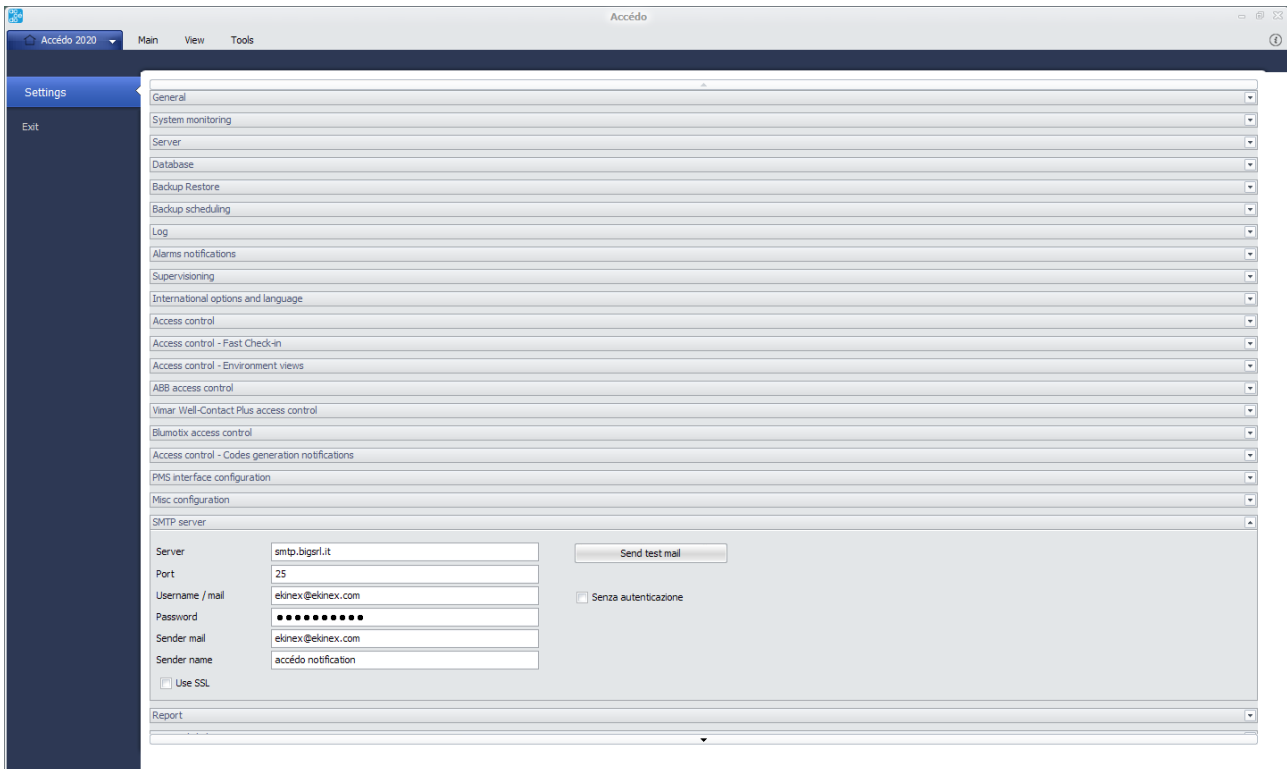 Accédo
Accédo 2020 Main View Tools
Settings
Exit
General
System monitoring
Server
Database
Backup Restore
Backup scheduling
Log
Alarms notifications
Supervisioning
International options and language
Access control
Access control - Fast Check-in
Access control - Environment views
ABB access control
Vimar Well-Contact Plus access control
Blumotix access control
Access control - Codes generation notifications
PMS interface configuration
Misc configuration
SMTP server
Server smtp.bigsrl.it Send test mail
Port 25
Username / mail ekinex@ekinex.com Senza autenticazione
Password ●●●●●●●●●●
Sender mail ekinex@ekinex.com
Sender name accédo notification
Use SSL
Report